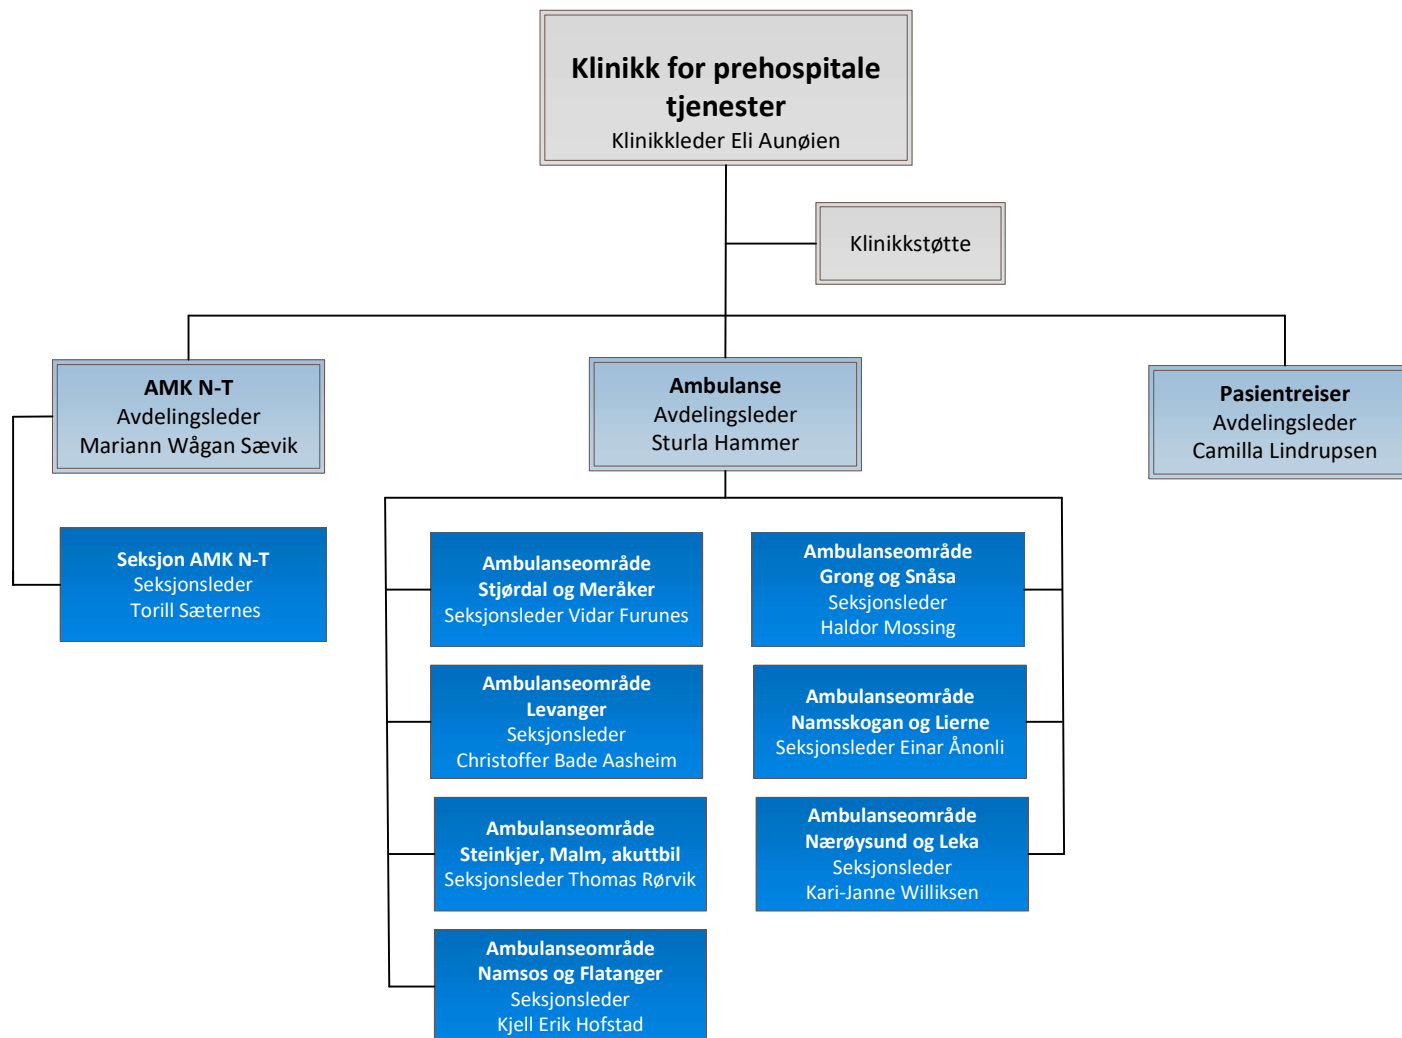 Klinikk for prehospitale
tjenester
Klinikkleder Eli Aunøien
Klinikkstøtte
AMK N-T
Avdelingsleder
Mariann Wågan Sævik
Ambulanse
Avdelingsleder
Sturla Hammer
Pasientreiser
Avdelingsleder
Camilla Lindrupsen
Seksjon AMK N-T
Seksjonsleder
Torill Sæternes
Ambulanseområde
Stjørdal og Meråker
Seksjonsleder Vidar Furunes
Ambulanseområde
Levanger
Seksjonsleder
Christoffer Bade Aasheim
Ambulanseområde
Steinkjer, Malm, akuttbil
Seksjonsleder Thomas Rørvik
Ambulanseområde
Namsos og Flatanger
Seksjonsleder
Kjell Erik Hofstad
Ambulanseområde
Grong og Snåsa
Seksjonsleder
Haldor Mossing
Ambulanseområde
Namsskogan og Lierne
Seksjonsleder Einar Ånonli
Ambulanseområde
Nærøysund og Leka
Seksjonsleder
Kari-Janne Williksen